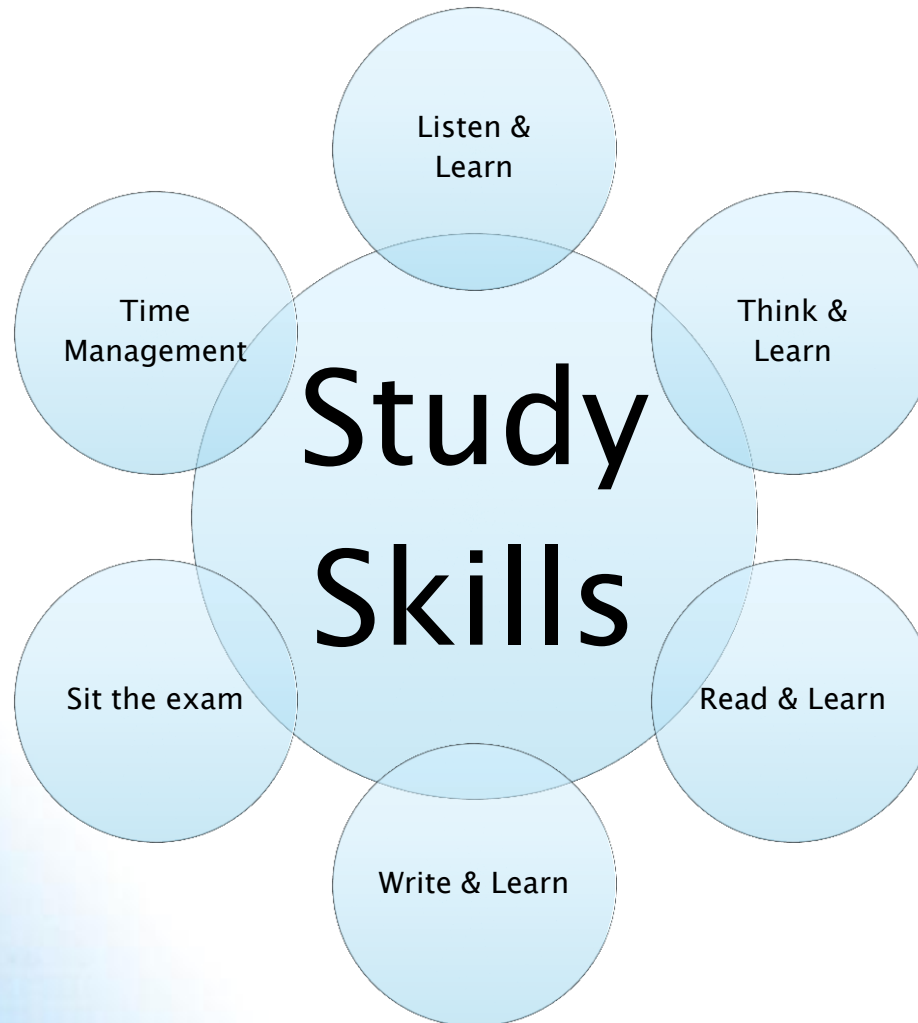 Listen &
Learn
Think &
Learn
Read & Learn
Write & Learn
Sit the exam
Time
Management
Study
Skills